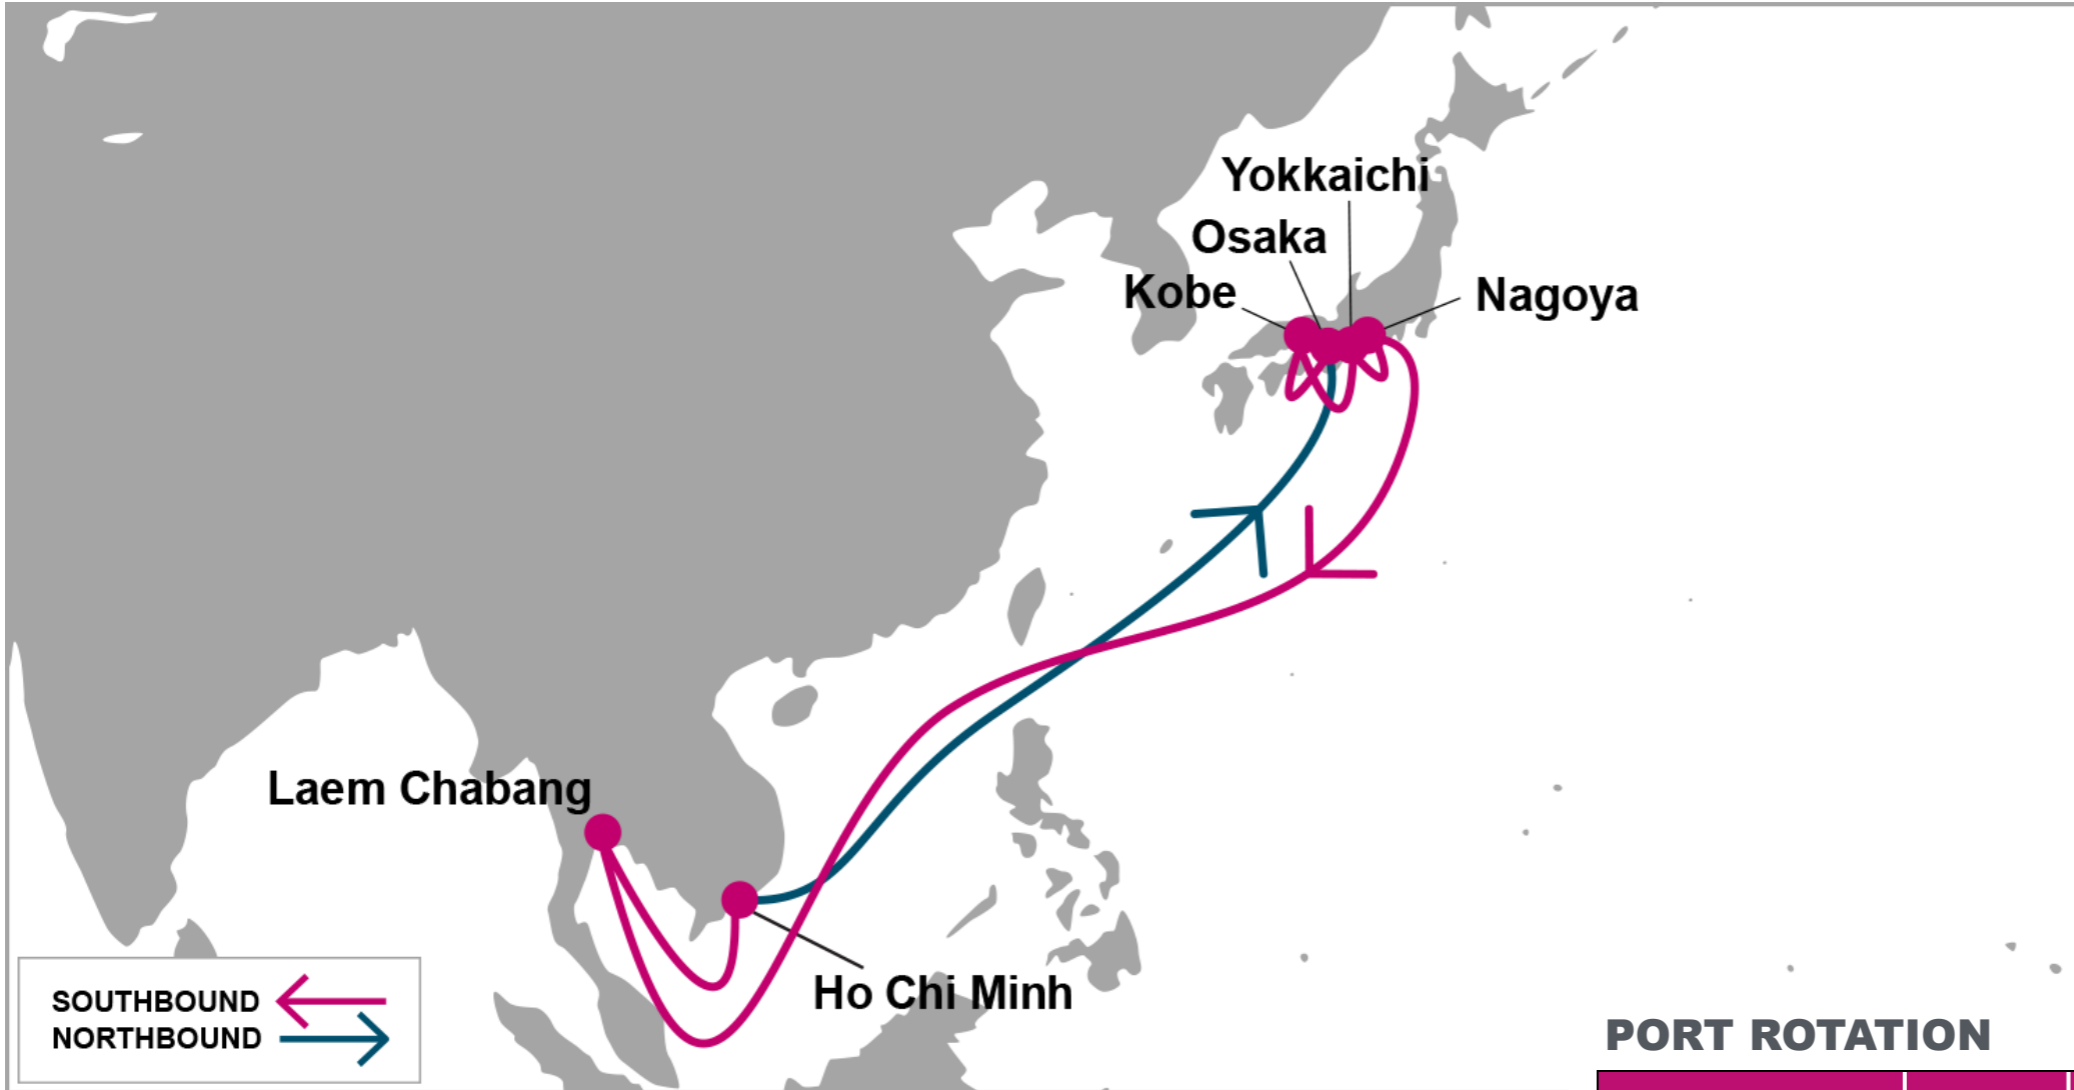 Yokkaichi
Osaka
Kobe
Nagoya
Laem Chabang
Ho Chi Minh
SOUTHBOUND
NORTHBOUND
PORT ROTATION